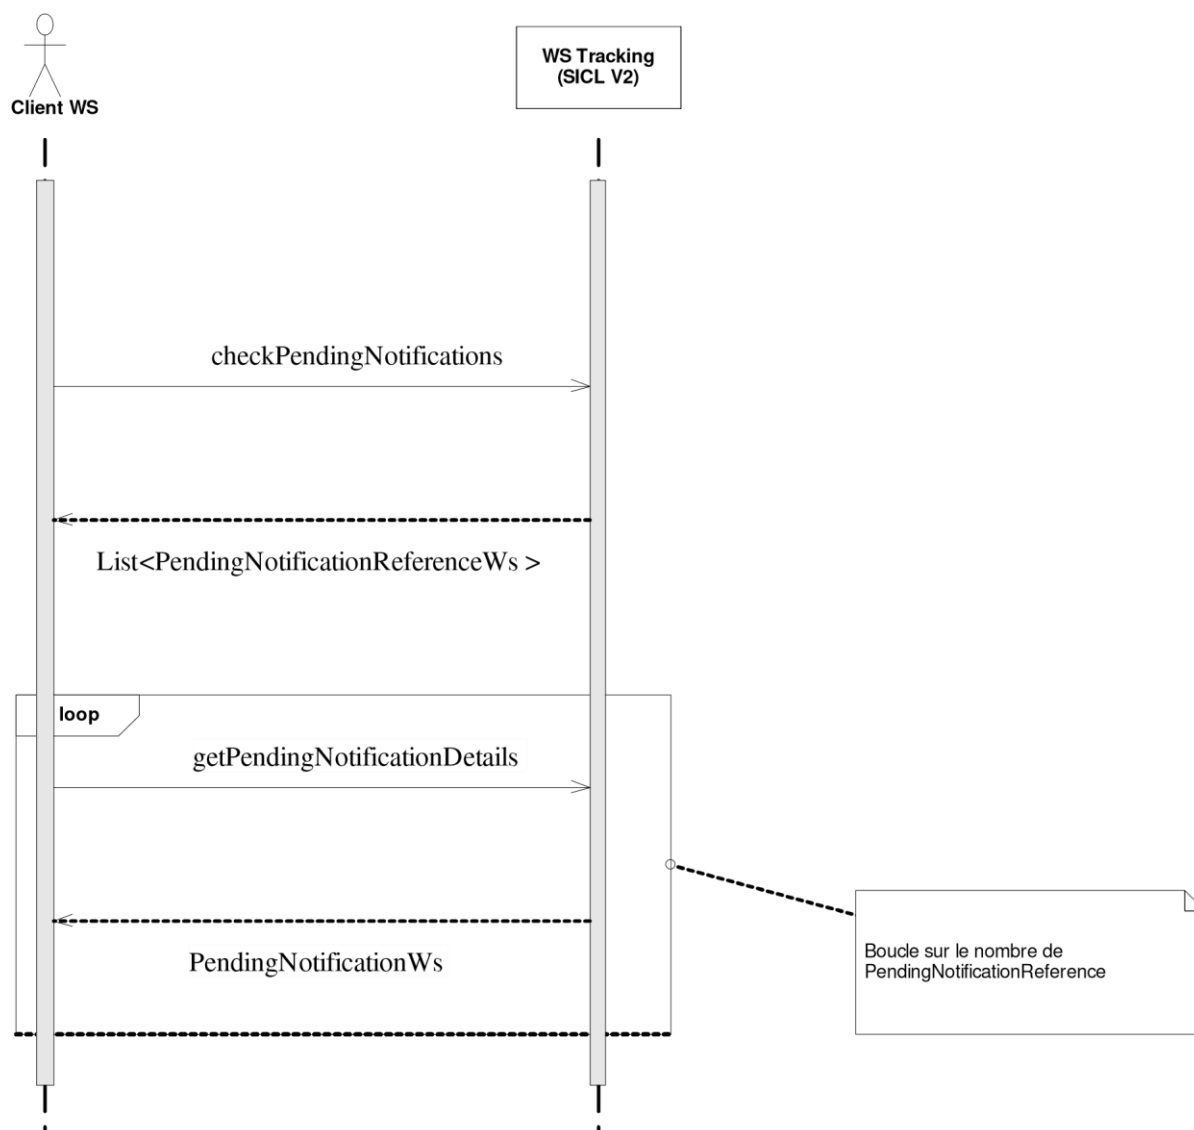 Client WS
WS Tracking
(SICL V2)
checkPendingNotifications
List<PendingNotificationReferenceWs >
loop
getPendingNotificationDetails
PendingNotificationWs
Boucle sur le nombre de
PendingNotificationReference